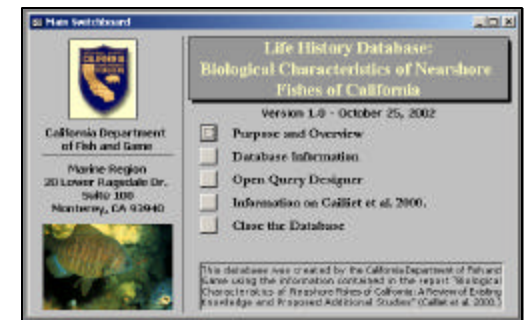 Main Switchboard
CALIFORNIA
California Department
of Fish and Game
Marine Region
20 Lower Ragsdale Dr.
Suite 100
Monterey, CA 93940
Life History Database:
Biological Characteristics of Nearshore
Fishes of California
Version 1.0 - October 25, 2002
Purpose and Overview
Database Information
Open Query Designer
Information on Cailliet et al. 2000.
Close the Database
This database was created by the California Department of Fish and
Game using the information contained in the report "Biological
Characteristics of Nearshore Fishes of California: A Review of Existing
Knowledge and Proposed Additional Studies" (Cailliet et al. 2000.)